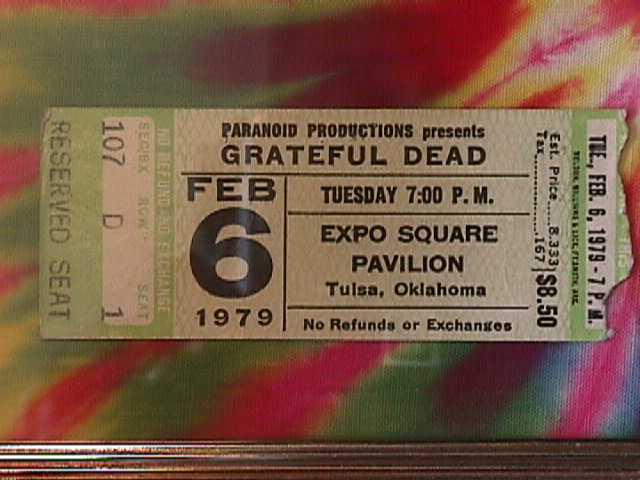 RESERVED SEAT
107 D 1
SEC/BX ROW SEAT
NO REFUND-NO EXCHANGE
PARANOID PRODUCTIONS presents
GRATEFUL DEAD
FEB
6
1979
TUESDAY 7:00 P.M.
EXPO SQUARE
PAVILION
Tulsa, Oklahoma
No Refunds or Exchanges
Est. Price.....8.333
Tax...............167
$8.50
TUE, FEB. 6, 1979 - 7 P.M.